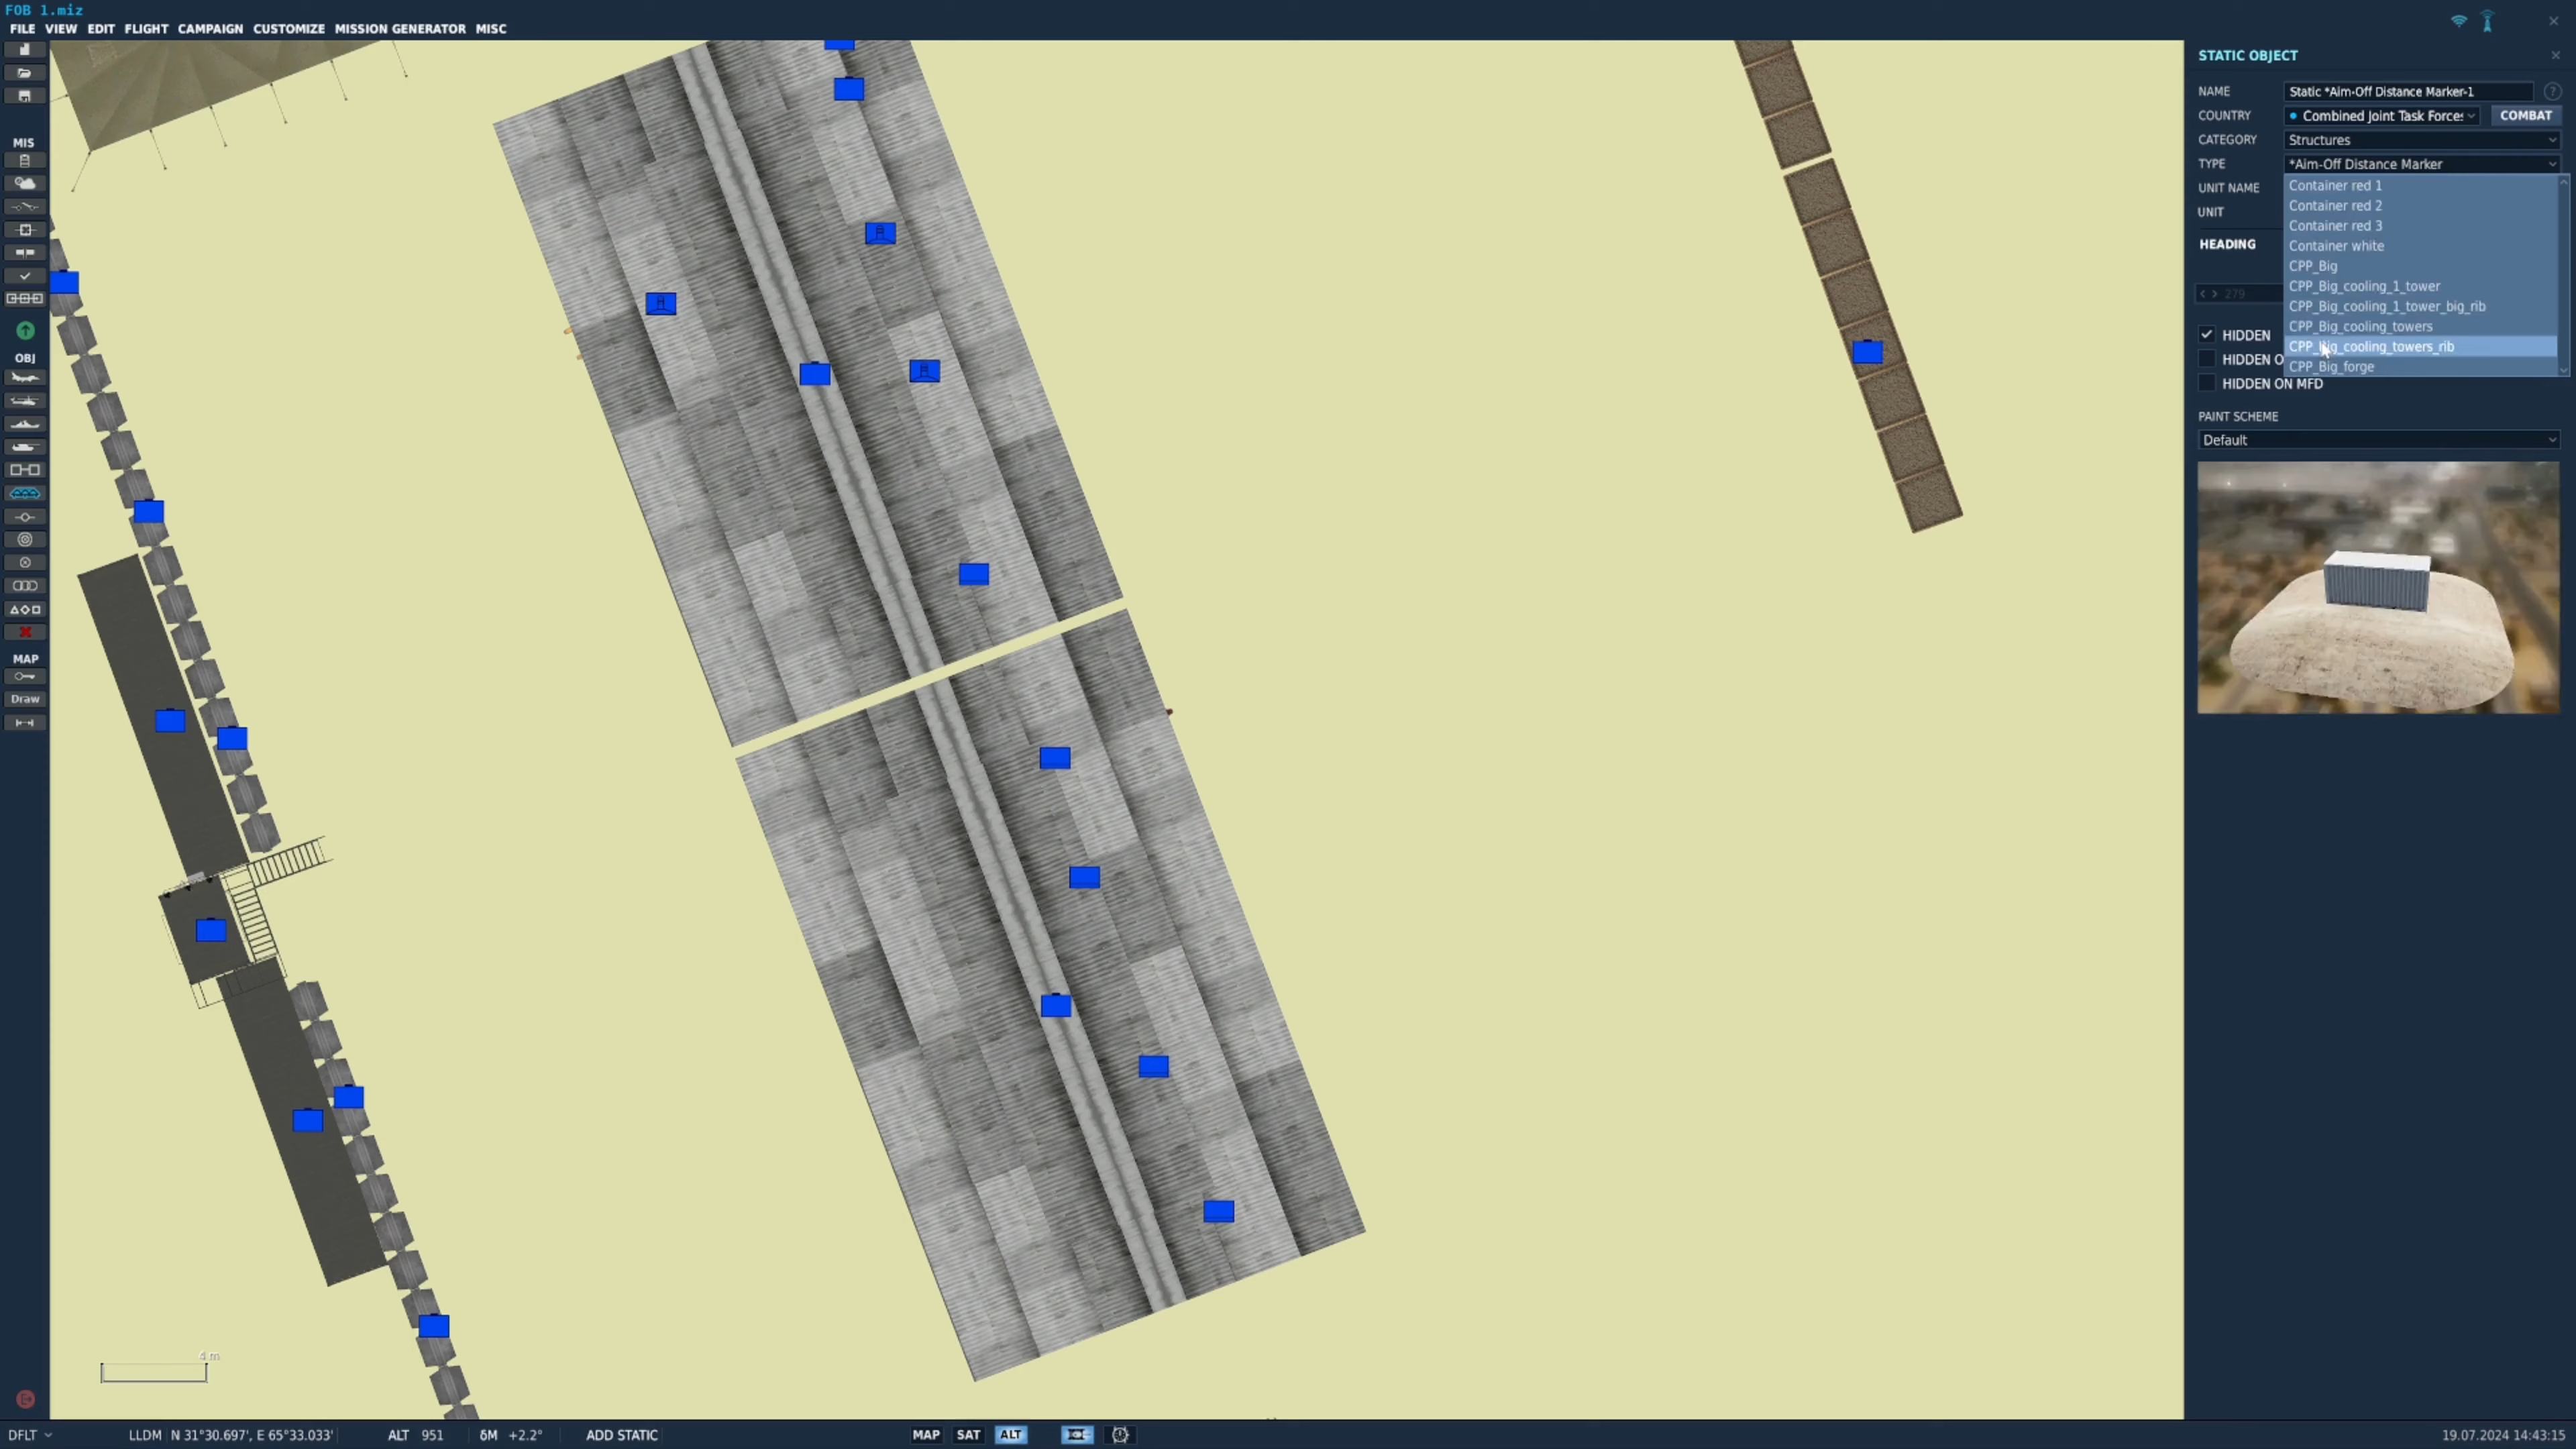 FOB 1.miz
FILE VIEW EDIT FLIGHT CAMPAIGN CUSTOMIZE MISSION GENERATOR MISC
MIS
OBJ
MAP
Draw
STATIC OBJECT
NAME Static *Aim-Off Distance Marker-1 ?
COUNTRY Combined Joint Task Forces COMBAT
CATEGORY Structures
TYPE *Aim-Off Distance Marker
UNIT NAME
UNIT
Container red 1
Container red 2
Container red 3
Container white
CPP_Big
CPP_Big_cooling_1_tower
CPP_Big_cooling_1_tower_big_rib
CPP_Big_cooling_towers
CPP_Big_cooling_towers_rib
CPP_Big_forge
HEADING
< > 279
HIDDEN
HIDDEN O
HIDDEN ON MFD
PAINT SCHEME
Default
4 m
DFLT LLDM N 31°30.697', E 65°33.033' ALT 951 δM +2.2° ADD STATIC MAP SAT ALT 19.07.2024 14:43:15